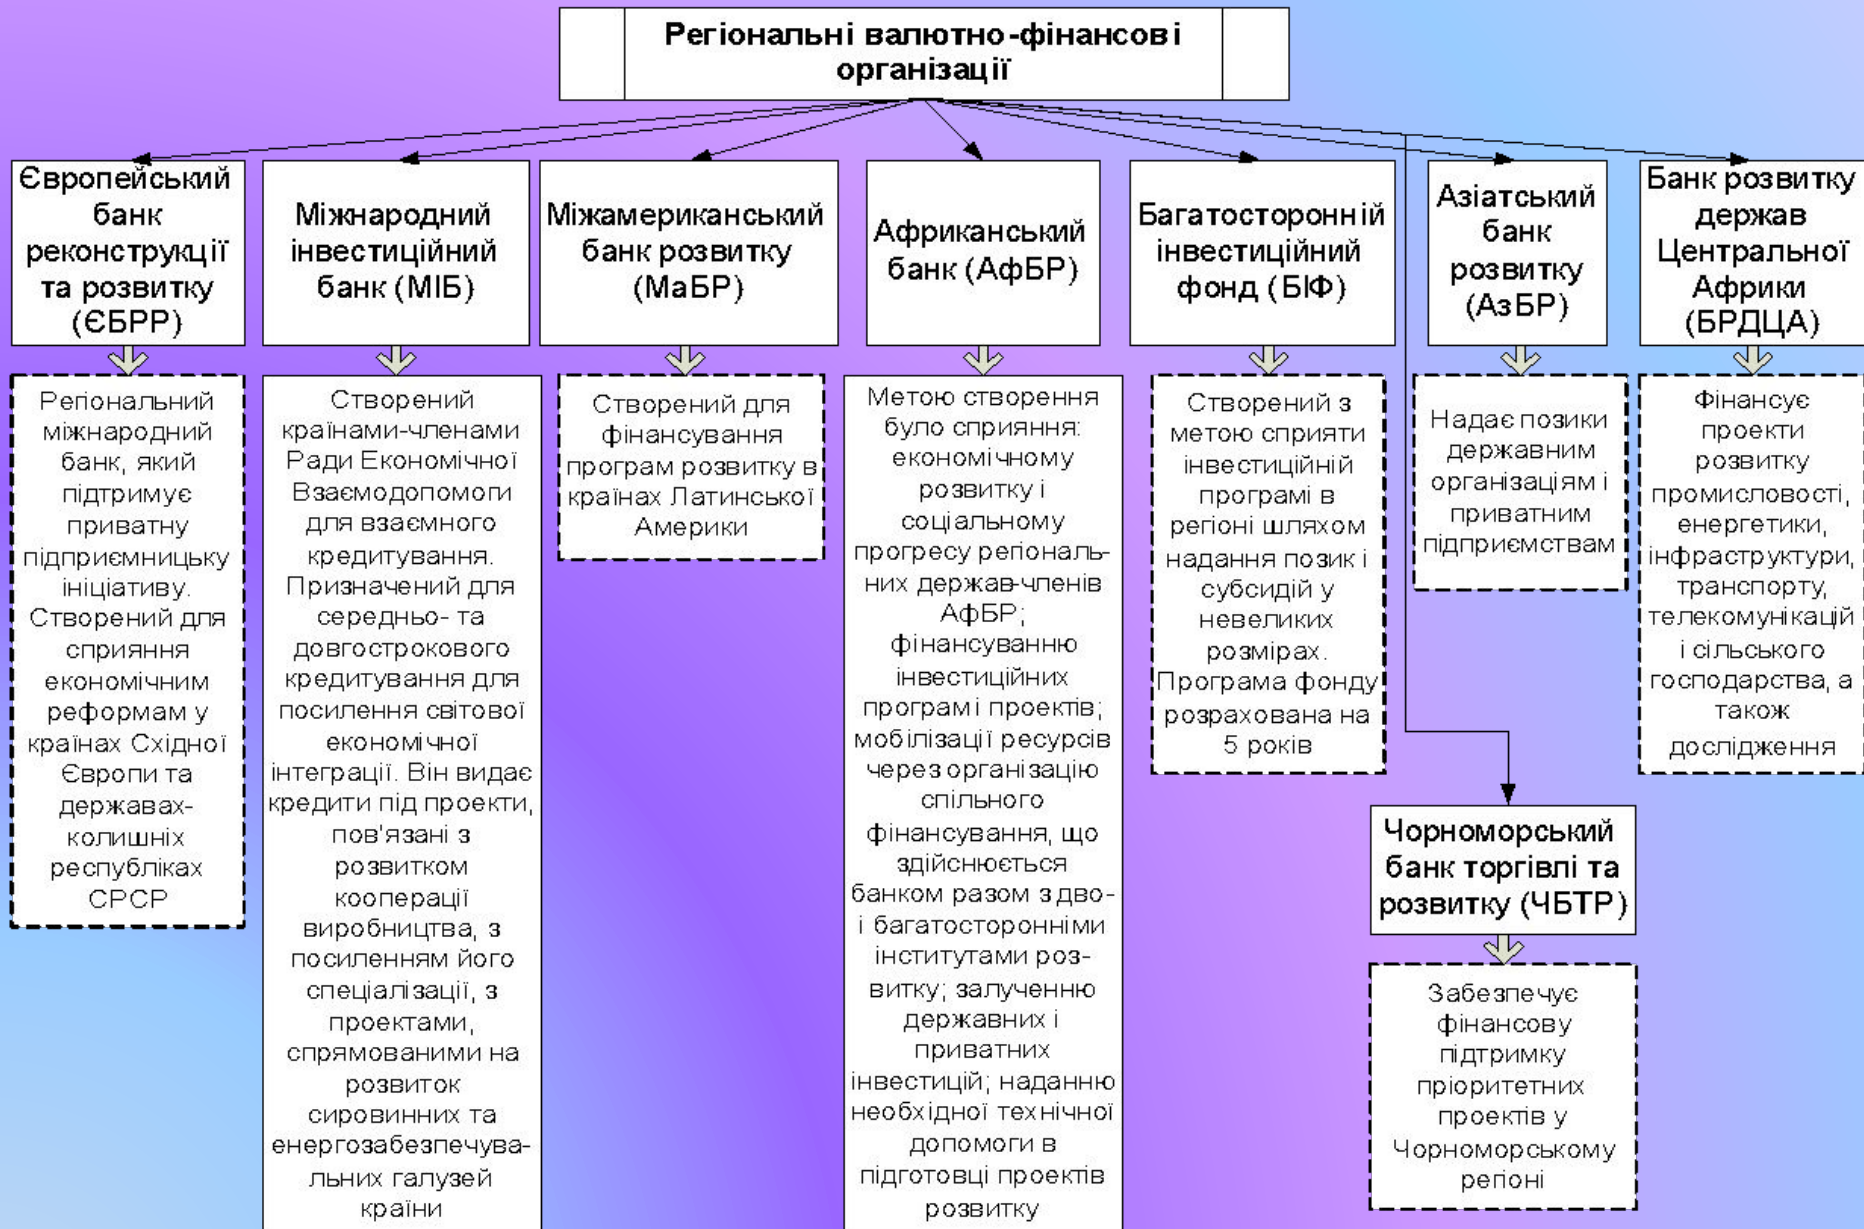 Регіональні валютно-фінансові
організації
Європейський
банк
реконструкції
та розвитку
(ЄБРР)
Міжнародний
інвестиційний
банк (МІБ)
Міжамериканський
банк розвитку
(МаБР)
Африканський
банк (АфБР)
Багатосторонній
інвестиційний
фонд (БІФ)
Азіатський
банк
розвитку
(АзБР)
Банк розвитку
держав
Центральної
Африки
(БРДЦА)
Регіональний
міжнародний
банк, який
підтримує
приватну
підприємницьку
ініціативу.
Створений для
сприяння
економічним
реформам у
країнах Східної
Європи та
державах-
колишніх
республіках
СРСР
Створений
країнами-членами
Ради Економічної
Взаємодопомоги
для взаємного
кредитування.
Призначений для
середньо- та
довгострокового
кредитування для
посилення світової
економічної
інтеграції. Він видає
кредити під проекти,
пов'язані з
розвитком
кооперації
виробництва, з
посиленням його
спеціалізації, з
проектами,
спрямованими на
розвиток
сировинних та
енергозабезпечува-
льних галузей
країни
Створений для
фінансування
програм розвитку в
країнах Латинської
Америки
Метою створення
було сприяння:
економічному
розвитку і
соціальному
прогресу регіональ-
них держав-членів
АфБР;
фінансуванню
інвестиційних
програм і проектів;
мобілізації ресурсів
через організацію
спільного
фінансування, що
здійснюється
банком разом з дво-
і багатосторонніми
інститутами роз-
витку; залученню
державних і
приватних
інвестицій; наданню
необхідної технічної
допомоги в
підготовці проектів
розвитку
Створений з
метою сприяти
інвестиційній
програмі в
регіоні шляхом
надання позик і
субсидій у
невеликих
розмірах.
Програма фонду
розрахована на
5 років
Надає позики
державним
організаціям і
приватним
підприємствам
Фінансує
проекти
розвитку
промисловості,
енергетики,
інфраструктури,
транспорту,
телекомунікацій
і сільського
господарства, а
також
дослідження
Чорноморський
банк торгівлі та
розвитку (ЧБТР)
Забезпечує
фінансову
підтримку
пріоритетних
проектів у
Чорноморському
регіоні